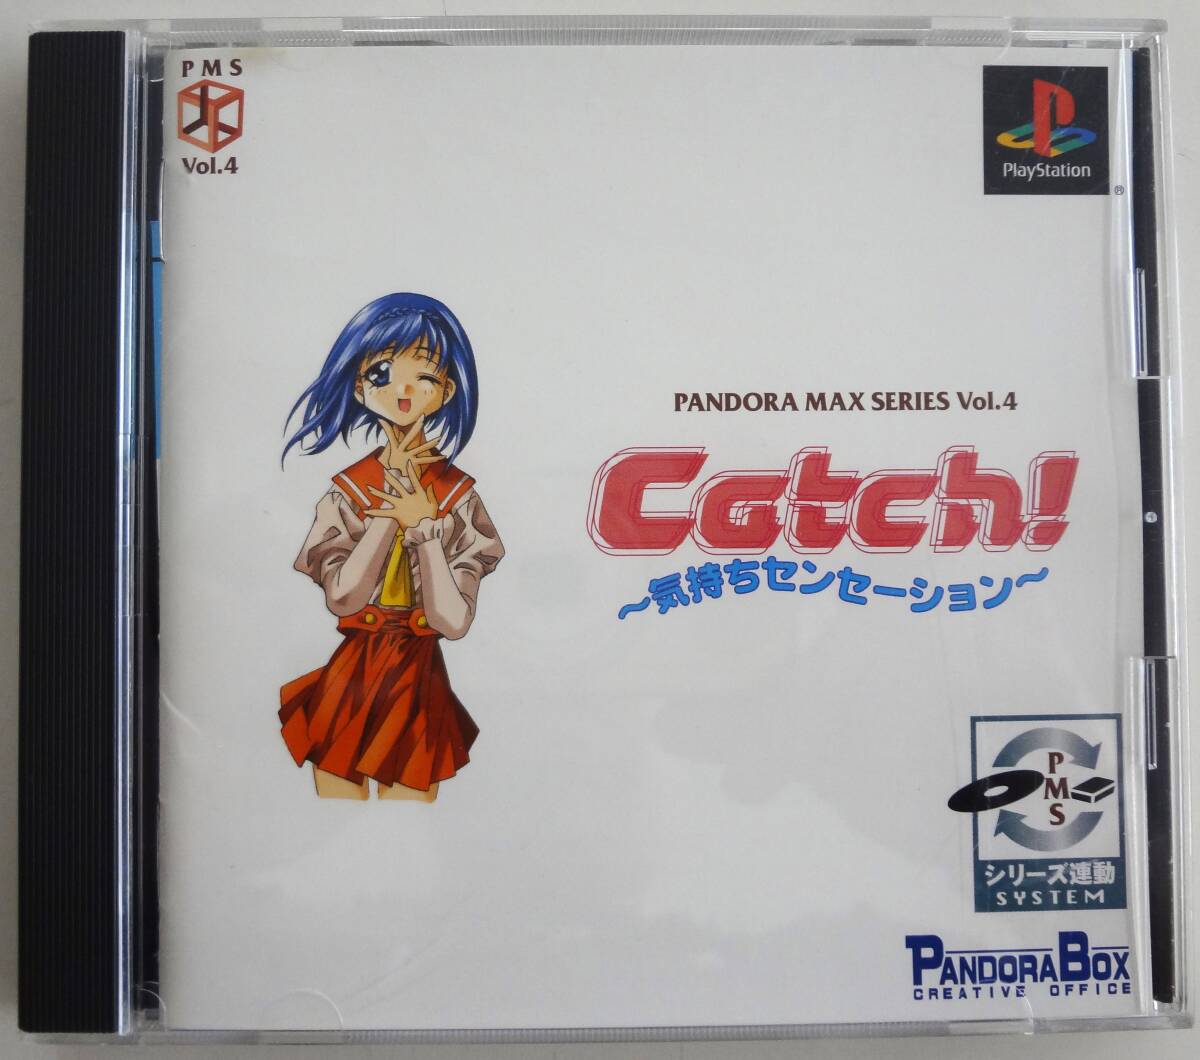 PMS
Vol.4
PlayStation
®
PANDORA MAX SERIES Vol.4
Catch!
～気持ちセンセーション～
PMS
シリーズ連動
SYSTEM
PANDORABOX
CREATIVE OFFICE